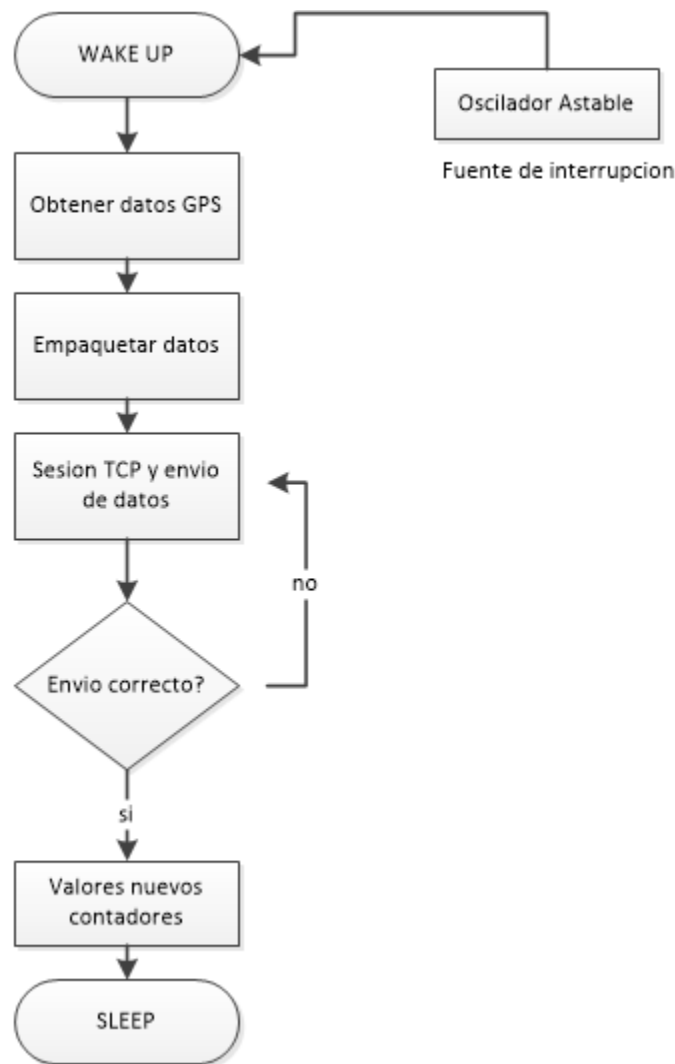 WAKE UP
Oscilador Astable
Fuente de interrupcion
Obtener datos GPS
Empaquetar datos
Sesion TCP y envio
de datos
no
Envio correcto?
si
Valores nuevos
contadores
SLEEP